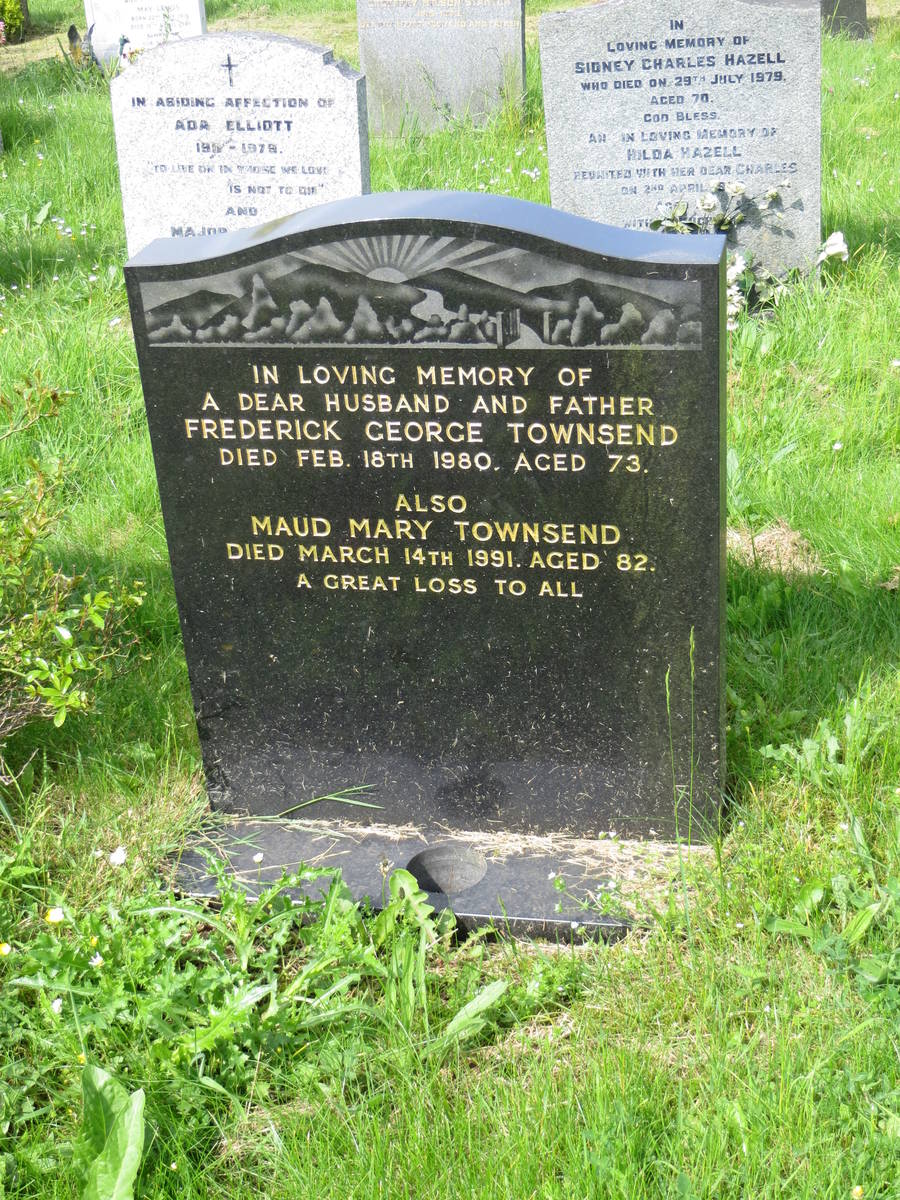 IN ABIDING AFFECTION OF
ADA ELLIOTT
"TO LIVE ON IN THOSE WE LOVE
IS NOT TO DIE"
AND
MAJOR
IN
LOVING MEMORY OF
SIDNEY CHARLES HAZELL
WHO DIED ON 29TH JULY 1979,
AGED 70.
GOD BLESS.
IN LOVING MEMORY OF
HILDA HAZELL
REUNITED WITH HER DEAR CHARLES
ON 2ND APRIL
IN LOVING MEMORY OF
A DEAR HUSBAND AND FATHER
FREDERICK GEORGE TOWNSEND
DIED FEB. 18TH 1980. AGED 73.
ALSO
MAUD MARY TOWNSEND
DIED MARCH 14TH 1991. AGED 82.
A GREAT LOSS TO ALL